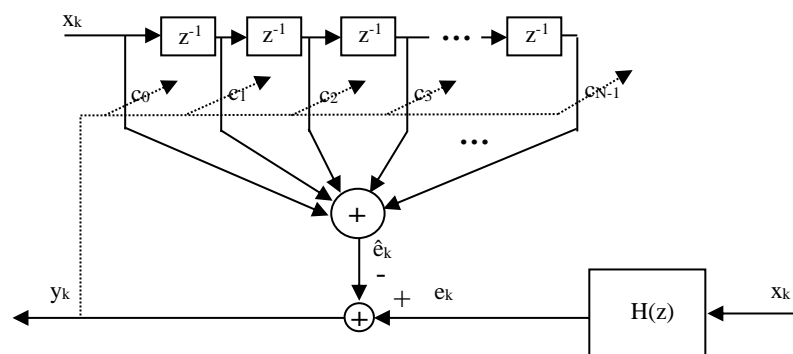 xₖ
z⁻¹ z⁻¹ z⁻¹ ... z⁻¹
c₀ c₁ c₂ c₃ cN-1
...
+
êₖ
-
yₖ + eₖ H(z) xₖ
+